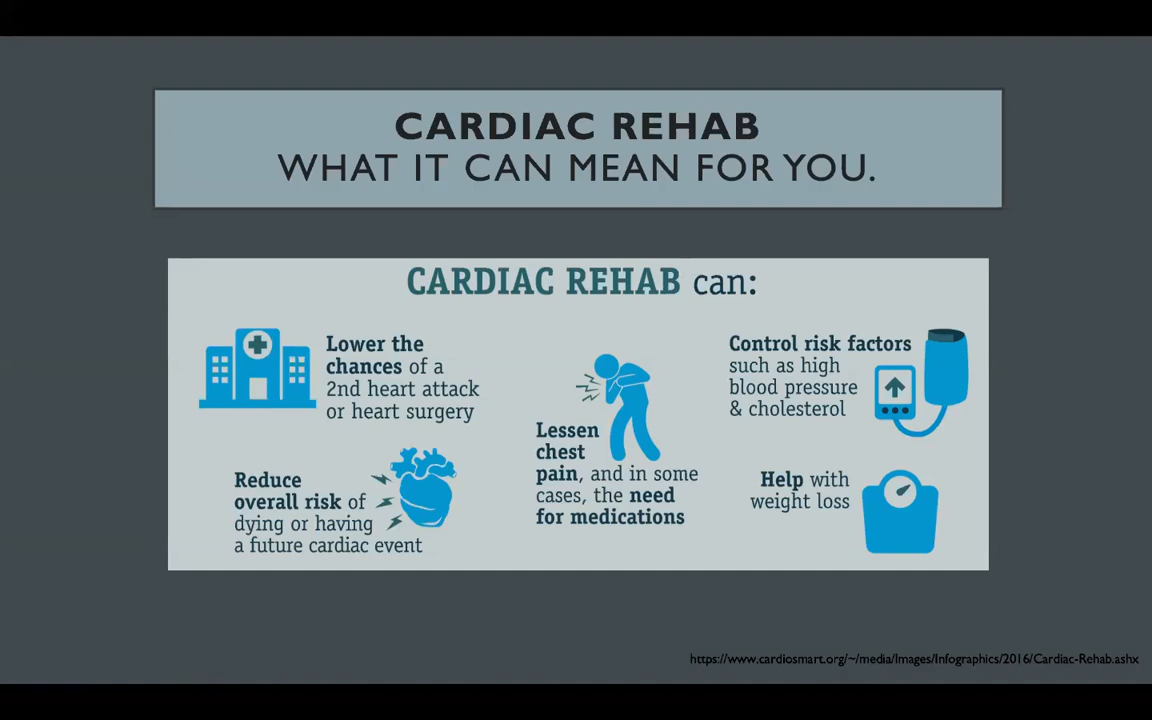 CARDIAC REHAB
WHAT IT CAN MEAN FOR YOU.
CARDIAC REHAB can:
Lower the
chances of a
2nd heart attack
or heart surgery
Reduce
overall risk of
dying or having
a future cardiac event
Lessen
chest
pain, and in some
cases, the need
for medications
Control risk factors
such as high
blood pressure
& cholesterol
Help with
weight loss
https://www.cardiosmart.org/~/media/Images/Infographics/2016/Cardiac-Rehab.ashx